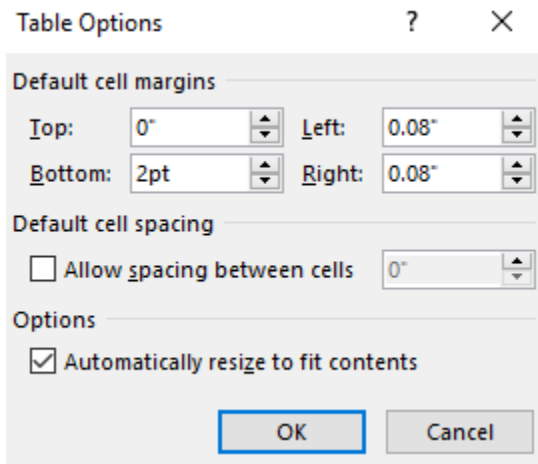 Table Options ? ×
Default cell margins
Top: 0" Left: 0.08"
Bottom: 2pt Right: 0.08"
Default cell spacing
Allow spacing between cells 0"
Options
Automatically resize to fit contents
OK Cancel